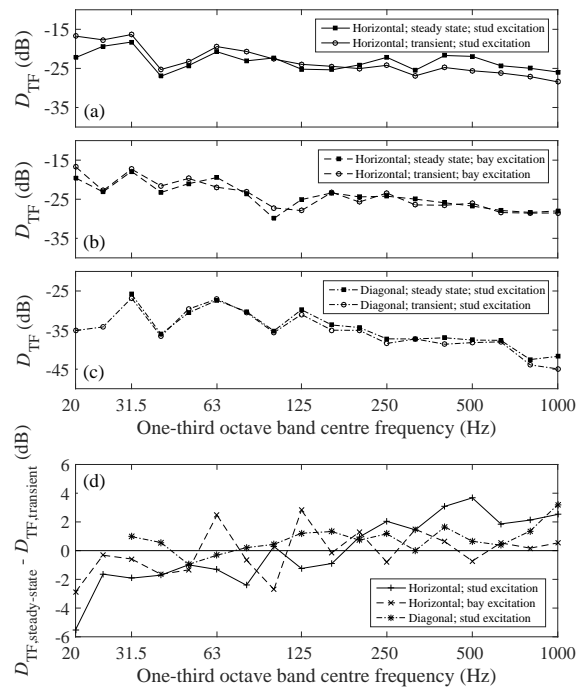 -15
-25
-35
D_TF (dB)
(a)
Horizontal; steady state; stud excitation
Horizontal; transient; stud excitation
-15
-25
-35
D_TF (dB)
(b)
Horizontal; steady state; bay excitation
Horizontal; transient; bay excitation
-25
-35
-45
D_TF (dB)
(c)
Diagonal; steady state; stud excitation
Diagonal; transient; stud excitation
20 31.5 63 125 250 500 1000
One-third octave band centre frequency (Hz)
D_TF,steady-state - D_TF,transient (dB)
6
4
2
0
-2
-4
-6
(d)
Horizontal; stud excitation
Horizontal; bay excitation
Diagonal; stud excitation
20 31.5 63 125 250 500 1000
One-third octave band centre frequency (Hz)